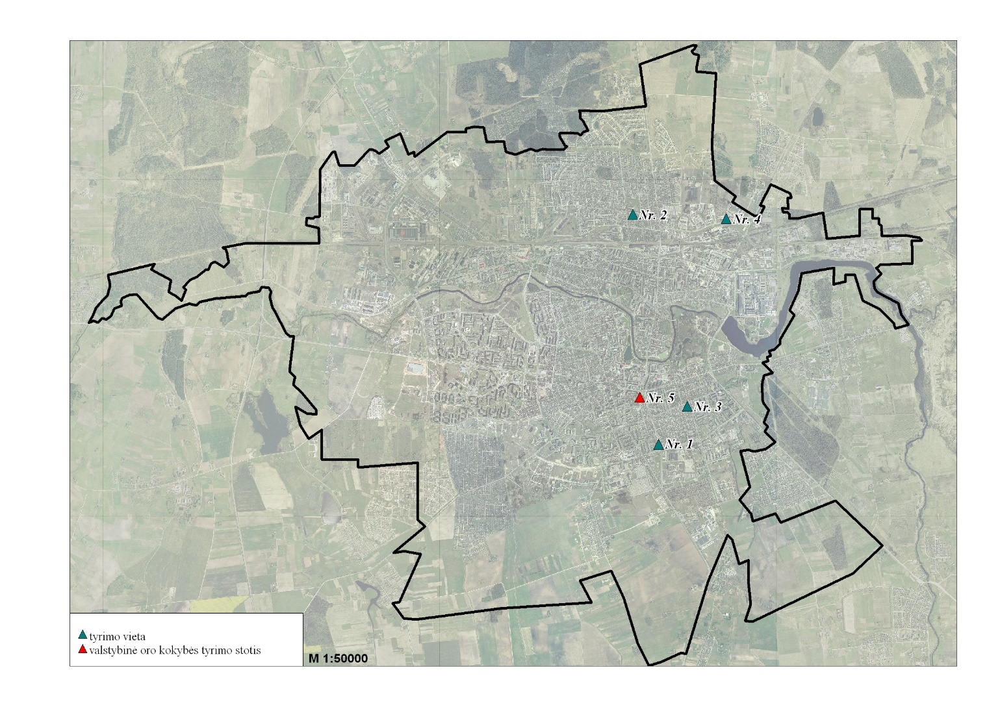 Nr. 2
Nr. 4
Nr. 5
Nr. 3
Nr. 1
tyrimo vieta
valstybinė oro kokybės tyrimo stotis
M 1:50000